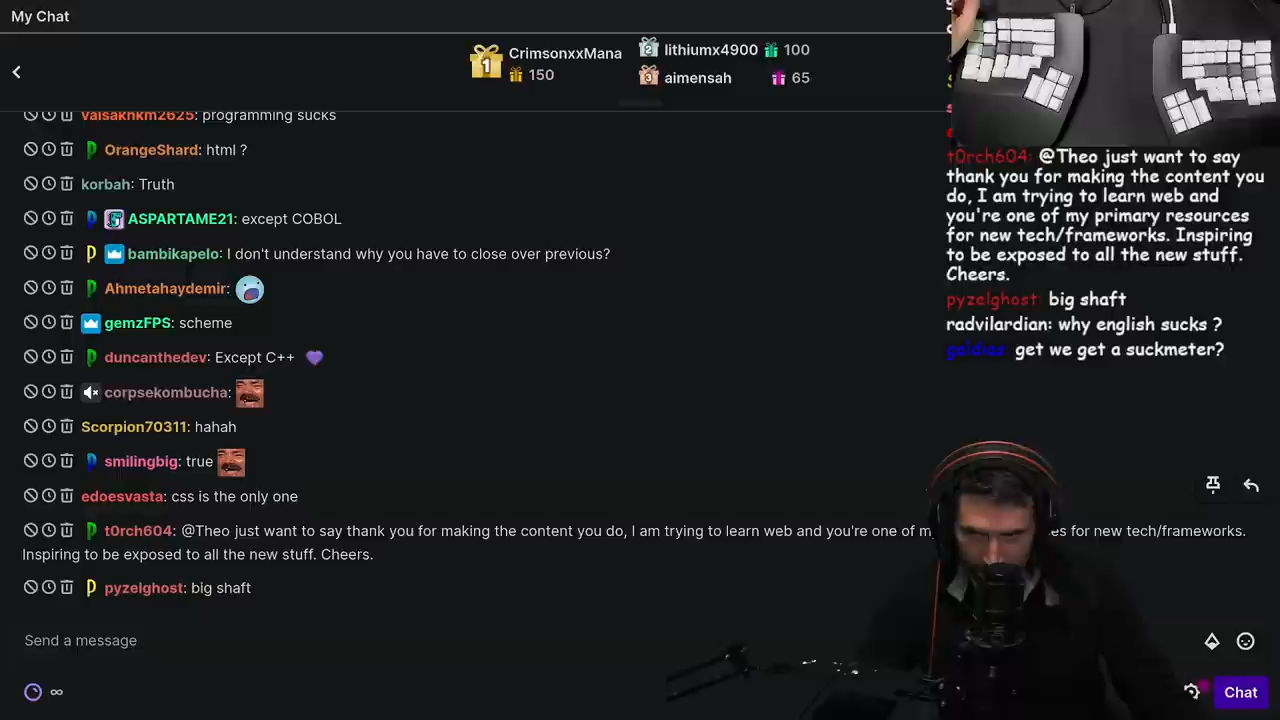 My Chat
CrimsonxxMana
150
lithiumx4900 100
aimensah 65
1
2
3
vaisakhkm2625: programming sucks
OrangeShard: html ?
korbah: Truth
ASPARTAME21: except COBOL
bambikapelo: I don't understand why you have to close over previous?
Ahmetahaydemir:
gemzFPS: scheme
duncanthedev: Except C++
corpsekombucha:
Scorpion70311: hahah
smilingbig: true
edoesvasta: css is the only one
t0rch604: @Theo just want to say thank you for making the content you do, I am trying to learn web and you're one of es for new tech/frameworks.
Inspiring to be exposed to all the new stuff. Cheers.
pyzelghost: big shaft
Send a message
∞
Chat
t0rch604: @Theo just want to say
thank you for making the content you
do, I am trying to learn web and
you're one of my primary resources
for new tech/frameworks. Inspiring
to be exposed to all the new stuff.
Cheers.
pyzelghost: big shaft
radvilardian: why english sucks ?
get we get a suckmeter?